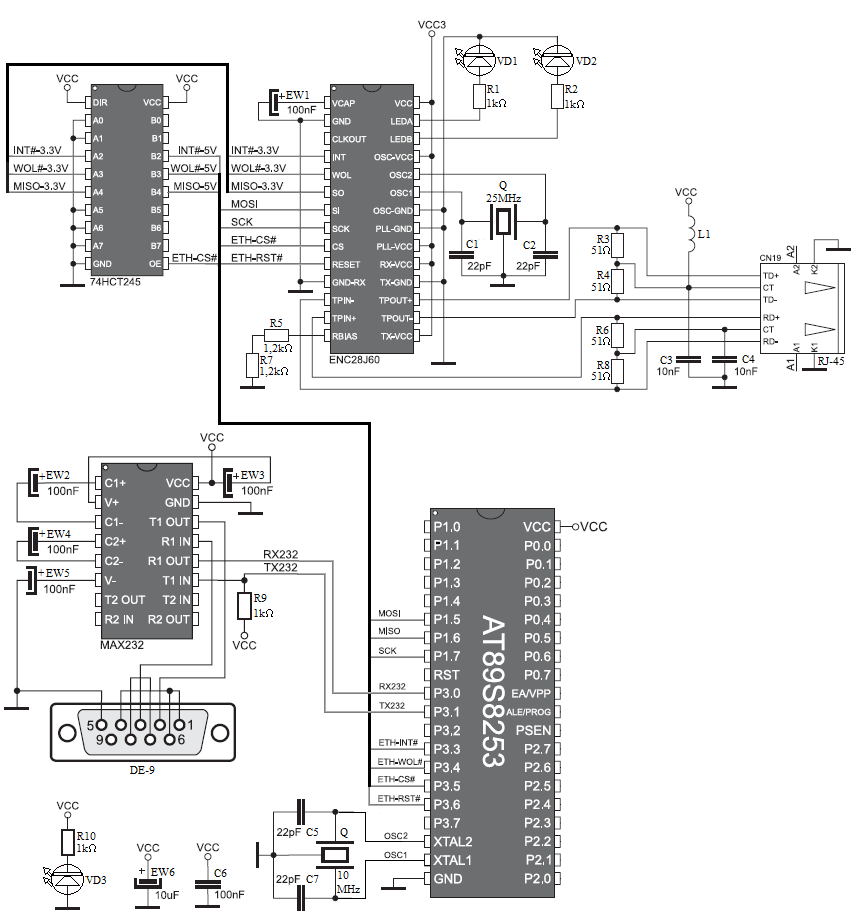 VCC3
VCC
VCC
DIR
VCC
A0
B0
A1
B1
INT#-3.3V
A2
B2
INT#-5V
INT#-3.3V
WOL#-3.3V
A3
B3
WOL#-5V
WOL#-3.3V
MISO-3.3V
A4
B4
MISO-5V
MISO-3.3V
A5
B5
MOSI
A6
B6
SCK
A7
B7
ETH-CS#
GND
OE
ETH-CS#
ETH-RST#
74HCT245
+EW1
100nF
VCAP
VCC
GND
LEDA
CLKOUT
LEDB
INT
OSC-VCC
WOL
OSC2
SO
OSC1
SI
OSC-GND
SCK
PLL-GND
CS
PLL-VCC
RESET
RX-VCC
GND-RX
TX-GND
TPIN-
TPOUT+
TPIN+
TPOUT-
RBIAS
TX-VCC
ENC28J60
VD1
VD2
R1
1kΩ
R2
1kΩ
Q
25MHz
C1
22pF
C2
22pF
R5
1,2kΩ
R7
1,2kΩ
R3
51Ω
R4
51Ω
R6
51Ω
R8
51Ω
VCC
L1
C3
10nF
C4
10nF
CN19
A2
A2
K2
TD+
CT
TD-
RD+
CT
RD-
A1
A1
K1
RJ-45
VCC
+EW2
100nF
+EW3
100nF
+EW4
100nF
+EW5
100nF
C1+
VCC
V+
GND
C1-
T1 OUT
C2+
R1 IN
C2-
R1 OUT
V-
T1 IN
T2 OUT
T2 IN
R2 IN
R2 OUT
MAX232
RX232
TX232
R9
1kΩ
VCC
5
1
9
6
DE-9
P1.0
VCC
VCC
P1.1
P0.0
P1.2
P0.1
P1,3
P0.2
P1.4
P0.3
MOSI
P1.5
P0.4
MISO
P1.6
P0.5
SCK
P1.7
P0.6
RST
P0.7
RX232
P3.0
EA/VPP
TX232
P3.1
ALE/PROG
P3,2
PSEN
ETH-INT#
P3.3
P2.7
ETH-WOL#
P3,4
P2.6
ETH-CS#
P3.5
P2.5
ETH-RST#
P3,6
P2.4
P3.7
P2.3
OSC2
XTAL2
P2.2
OSC1
XTAL1
P2.1
GND
P2.0
AT89S8253
VCC
R10
1kΩ
VD3
VCC
+
EW6
10uF
VCC
C6
100nF
22pF
C5
Q
22pF
C7
10
MHz